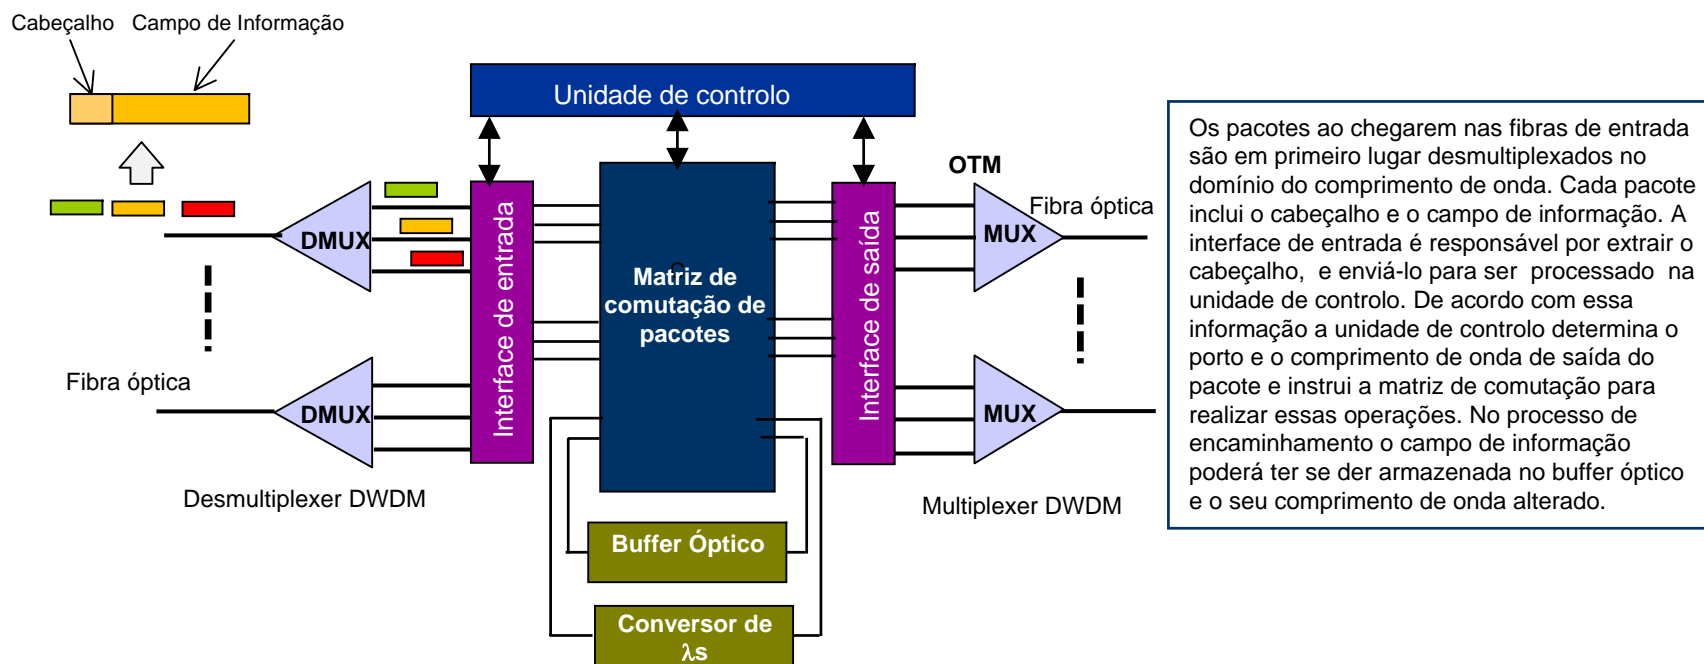 Cabeçalho
Campo de Informação
Unidade de controlo
OTM
DMUX
MUX
Fibra óptica
Interface de entrada
Matriz de
comutação de
pacotes
Interface de saída
Fibra óptica
DMUX
MUX
Desmultiplexer DWDM
Multiplexer DWDM
Buffer Óptico
Conversor de
λs
Os pacotes ao chegarem nas fibras de entrada
são em primeiro lugar desmultiplexados no
domínio do comprimento de onda. Cada pacote
inclui o cabeçalho e o campo de informação. A
interface de entrada é responsável por extrair o
cabeçalho, e enviá-lo para ser processado na
unidade de controlo. De acordo com essa
informação a unidade de controlo determina o
porto e o comprimento de onda de saída do
pacote e instrui a matriz de comutação para
realizar essas operações. No processo de
encaminhamento o campo de informação
poderá ter se der armazenada no buffer óptico
e o seu comprimento de onda alterado.